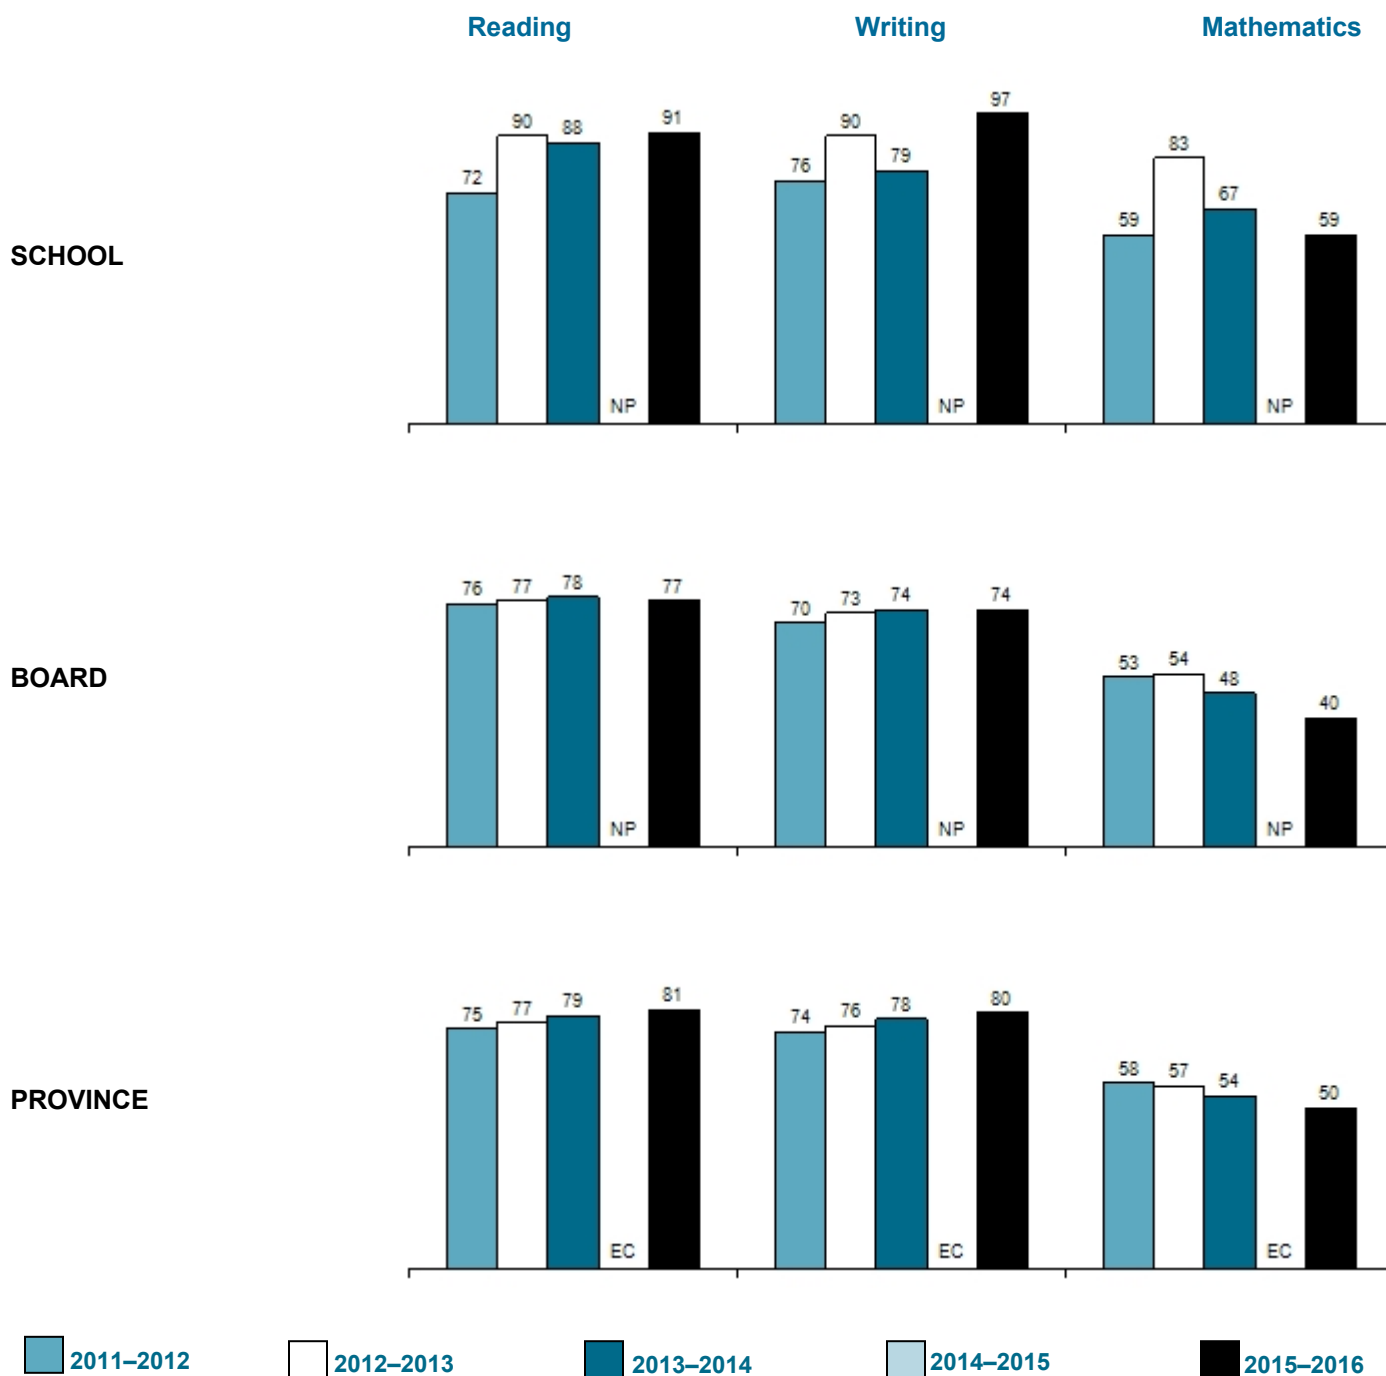 Reading Writing Mathematics
SCHOOL
72 90 88 NP 91 76 90 79 NP 97 59 83 67 NP 59
BOARD
76 77 78 NP 77 70 73 74 NP 74 53 54 48 NP 40
PROVINCE
75 77 79 EC 81 74 76 78 EC 80 58 57 54 EC 50
2011–2012 2012–2013 2013–2014 2014–2015 2015–2016